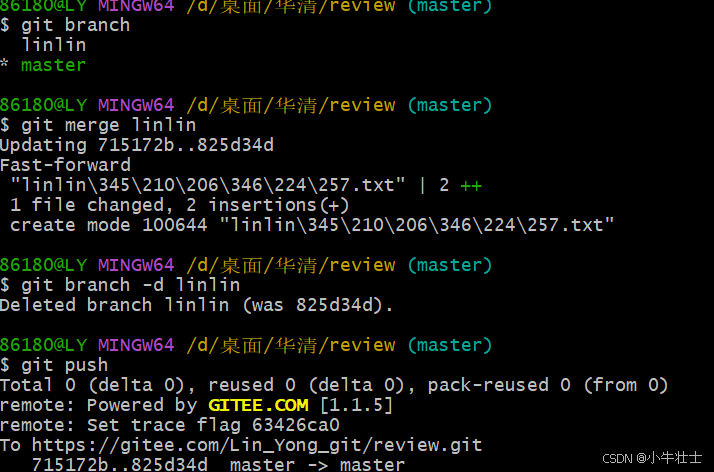 86180@LY MINGW64 /d/桌面/华清/review (master)
$ git branch
  linlin
* master
86180@LY MINGW64 /d/桌面/华清/review (master)
$ git merge linlin
Updating 715172b..825d34d
Fast-forward
 "linlin\345\210\206\346\224\257.txt" | 2 ++
 1 file changed, 2 insertions(+)
 create mode 100644 "linlin\345\210\206\346\224\257.txt"
86180@LY MINGW64 /d/桌面/华清/review (master)
$ git branch -d linlin
Deleted branch linlin (was 825d34d).
86180@LY MINGW64 /d/桌面/华清/review (master)
$ git push
Total 0 (delta 0), reused 0 (delta 0), pack-reused 0 (from 0)
remote: Powered by GITEE.COM [1.1.5]
remote: Set trace flag 63426ca0
To https://gitee.com/Lin_Yong_git/review.git
   715172b..825d34d  master -> master
CSDN @小牛壮士